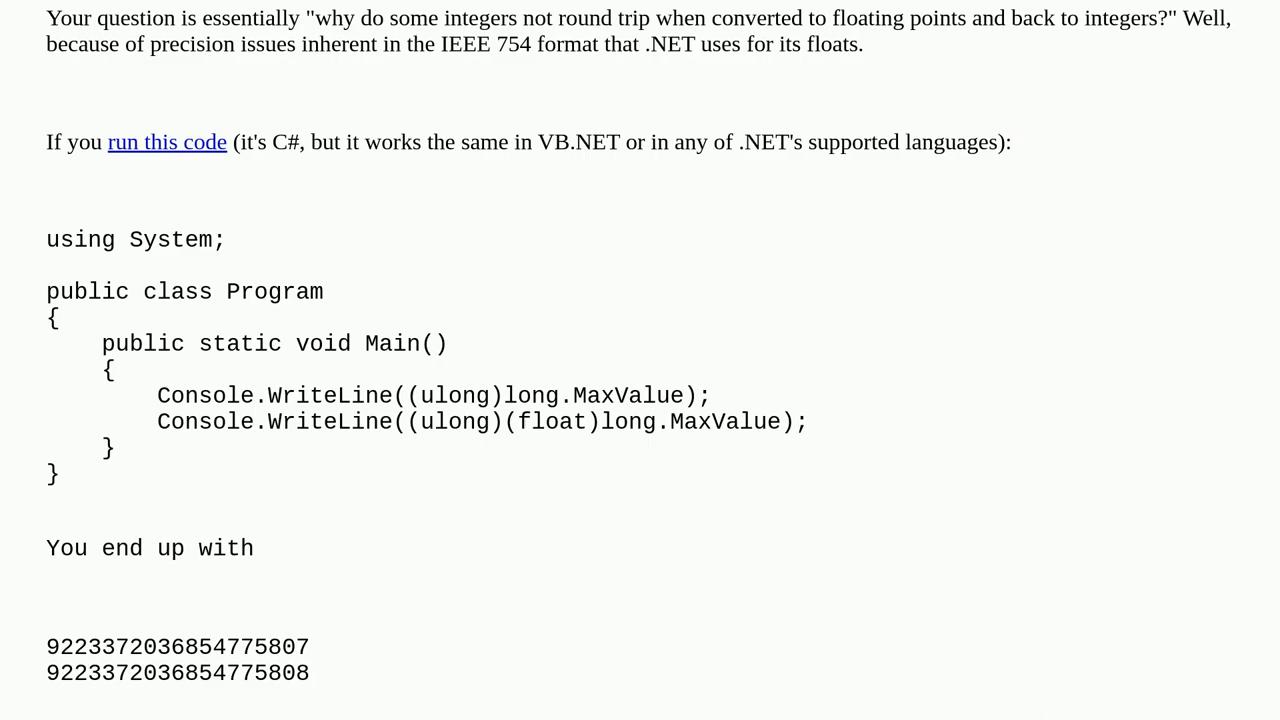 Your question is essentially "why do some integers not round trip when converted to floating points and back to integers?" Well,
because of precision issues inherent in the IEEE 754 format that .NET uses for its floats.
If you run this code (it's C#, but it works the same in VB.NET or in any of .NET's supported languages):
using System;
public class Program
{
    public static void Main()
    {
        Console.WriteLine((ulong)long.MaxValue);
        Console.WriteLine((ulong)(float)long.MaxValue);
    }
}
You end up with
9223372036854775807
9223372036854775808